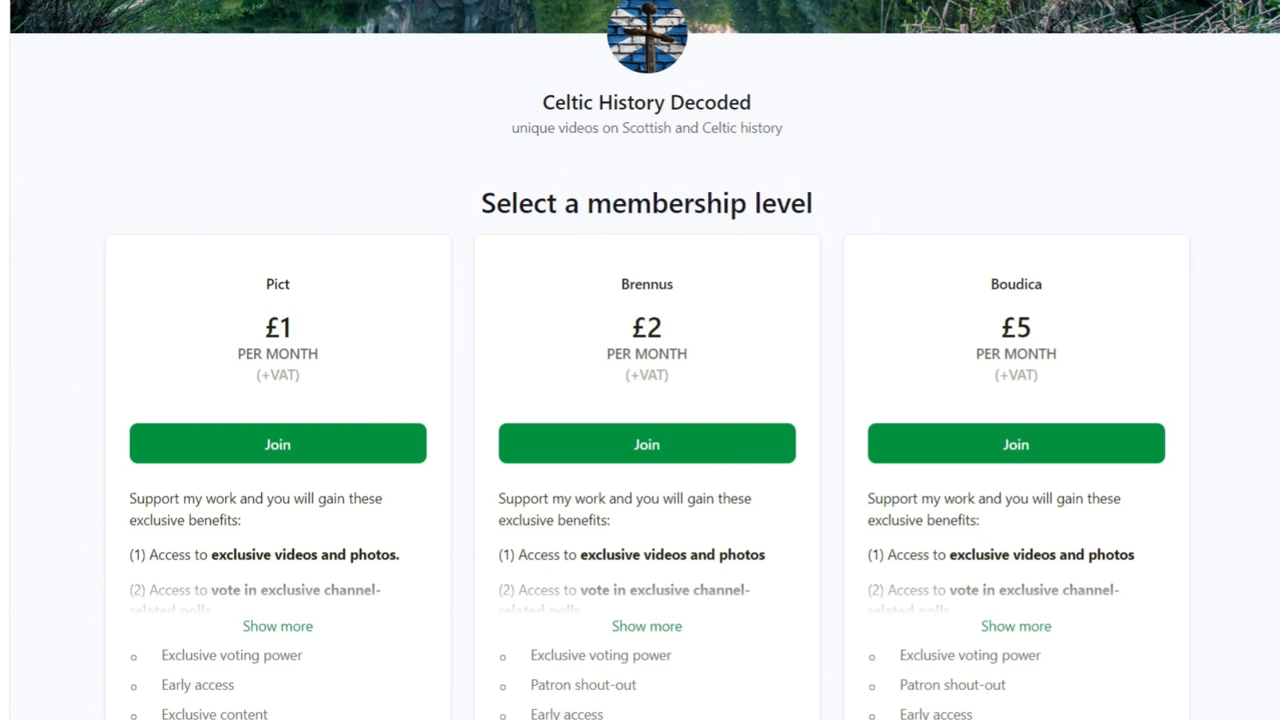 Celtic History Decoded
unique videos on Scottish and Celtic history
Select a membership level
Pict
£1
PER MONTH
(+VAT)
Join
Support my work and you will gain these
exclusive benefits:
(1) Access to exclusive videos and photos.
(2) Access to vote in exclusive channel-
related polls
Show more
Exclusive voting power
Early access
Exclusive content
Brennus
£2
PER MONTH
(+VAT)
Join
Support my work and you will gain these
exclusive benefits:
(1) Access to exclusive videos and photos
(2) Access to vote in exclusive channel-
related polls
Show more
Exclusive voting power
Patron shout-out
Early access
Boudica
£5
PER MONTH
(+VAT)
Join
Support my work and you will gain these
exclusive benefits:
(1) Access to exclusive videos and photos
(2) Access to vote in exclusive channel-
related polls
Show more
Exclusive voting power
Patron shout-out
Early access